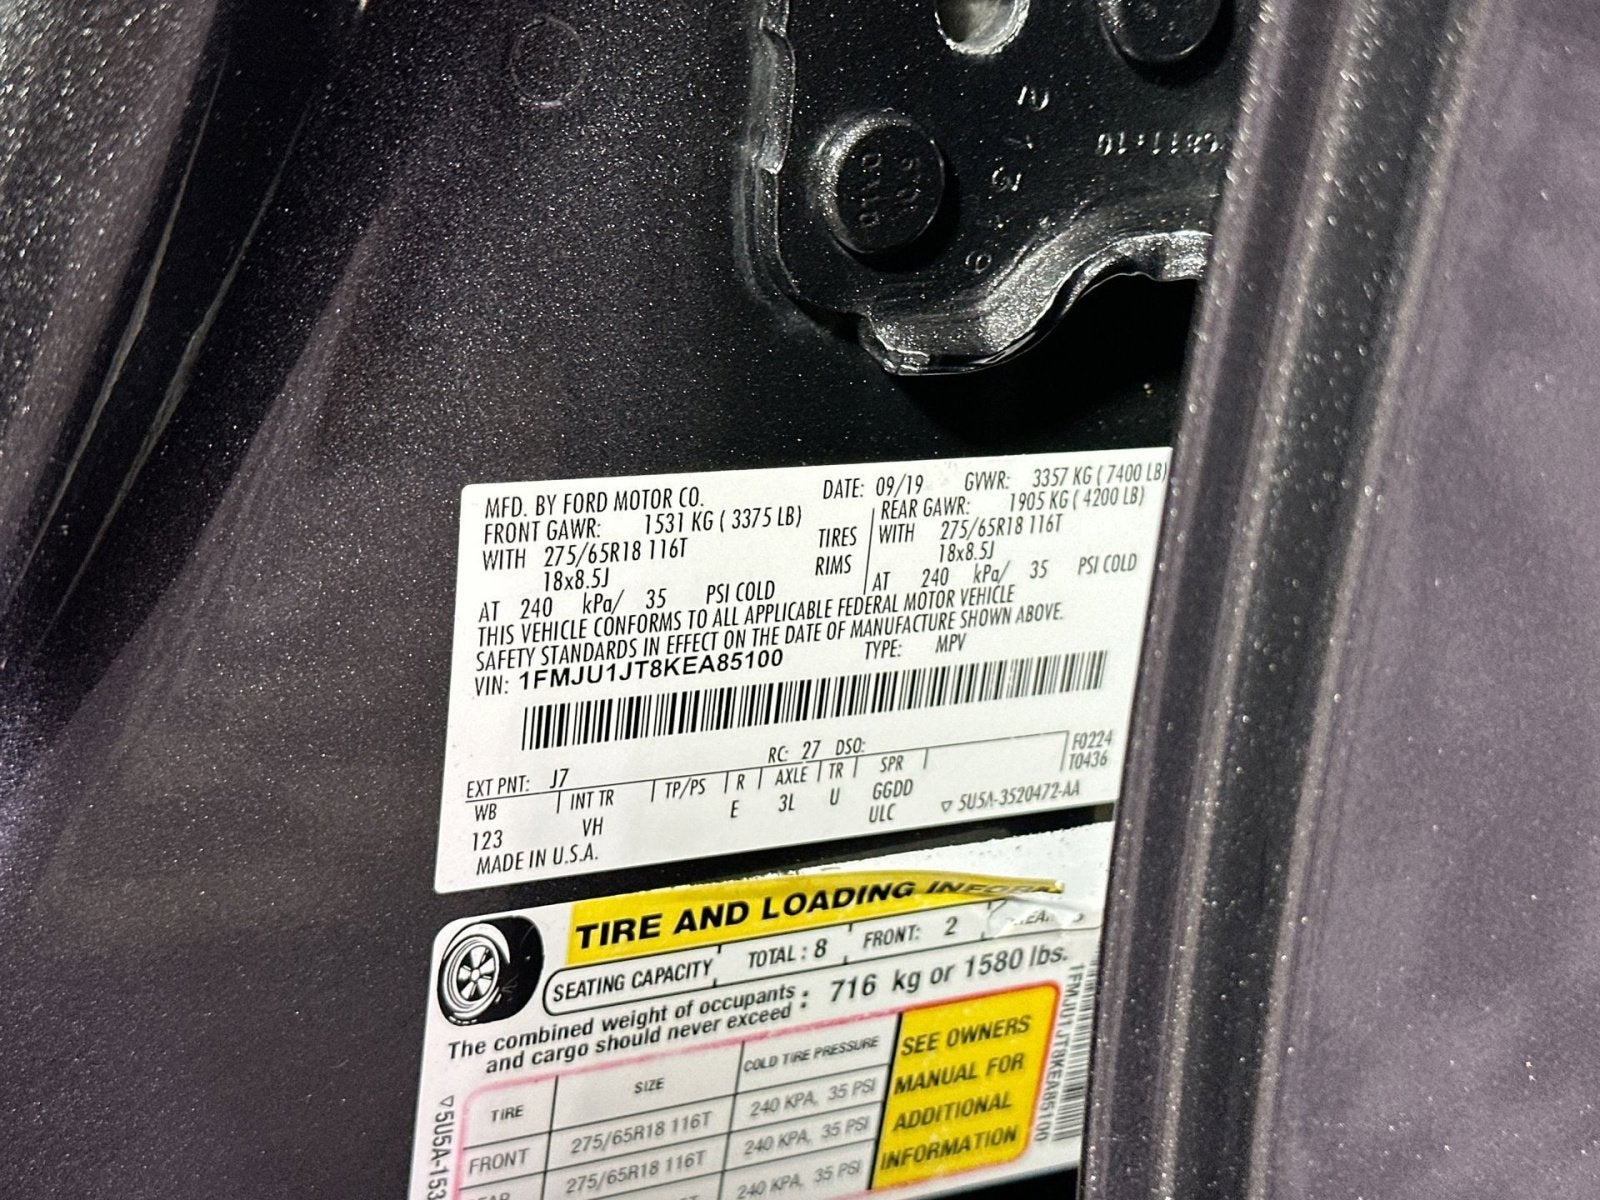 MFD. BY FORD MOTOR CO. DATE: 09/19 GVWR: 3357 KG ( 7400 LB)
FRONT GAWR: 1531 KG ( 3375 LB) REAR GAWR: 1905 KG ( 4200 LB)
WITH 275/65R18 116T TIRES WITH 275/65R18 116T
18x8.5J RIMS 18x8.5J
AT 240 kPa/ 35 PSI COLD AT 240 kPa/ 35 PSI COLD
THIS VEHICLE CONFORMS TO ALL APPLICABLE FEDERAL MOTOR VEHICLE
SAFETY STANDARDS IN EFFECT ON THE DATE OF MANUFACTURE SHOWN ABOVE.
VIN: 1FMJU1JT8KEA85100 TYPE: MPV
F0224
T0436
EXT PNT: J7 RC: 27 DSO:
WB INT TR TP/PS R AXLE TR SPR
123 VH E 3L U GGDD
ULC
MADE IN U.S.A. 5U5A-3520472-AA
TIRE AND LOADING
SEATING CAPACITY TOTAL : 8 FRONT: 2
The combined weight of occupants and cargo should never exceed : 716 kg or 1580 lbs.
TIRE SIZE COLD TIRE PRESSURE
FRONT 275/65R18 116T 240 KPA, 35 PSI
275/65R18 116T 240 KPA, 35 PSI
240 KPA, 35 PSI
SEE OWNERS
MANUAL FOR
ADDITIONAL
INFORMATION
1FMJU1JT8KEA85100